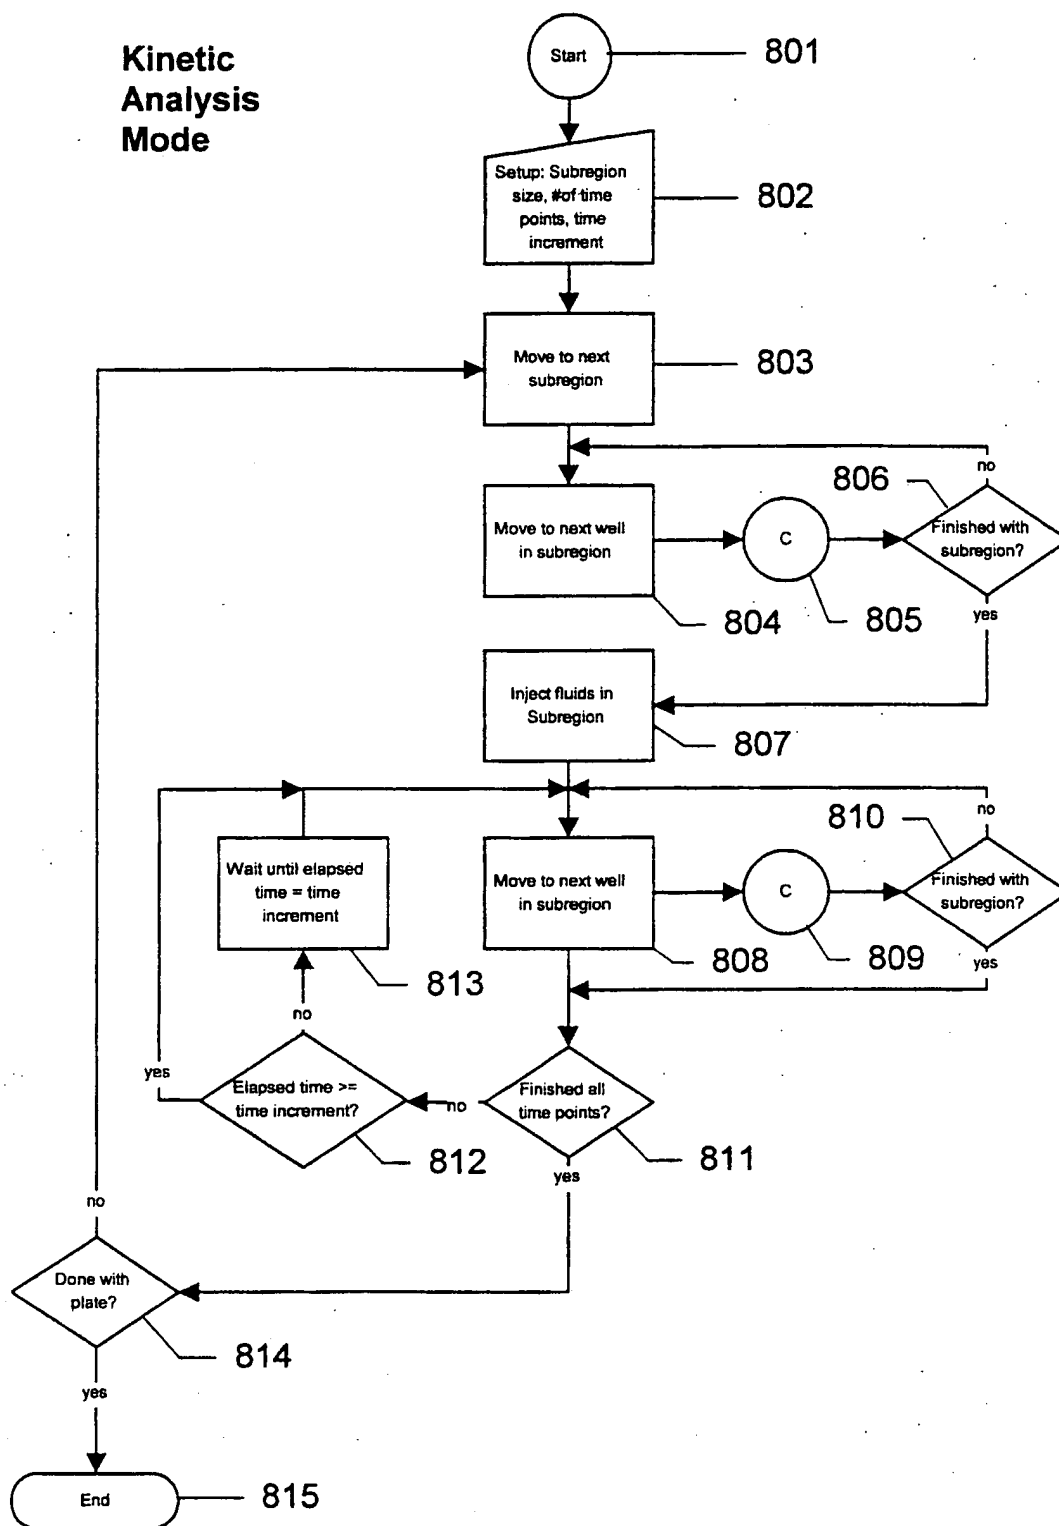 Kinetic
Analysis
Mode
Start
801
Setup: Subregion
size, #of time
points, time
increment
802
Move to next
subregion
803
no
806
Move to next well
in subregion
C
Finished with
subregion?
804
805
yes
Inject fluids in
Subregion
807
no
810
Wait until elapsed
time = time
increment
Move to next well
in subregion
C
Finished with
subregion?
813
808
809
yes
no
yes
Elapsed time >=
time increment?
no
Finished all
time points?
812
811
yes
no
Done with
plate?
814
yes
End
815